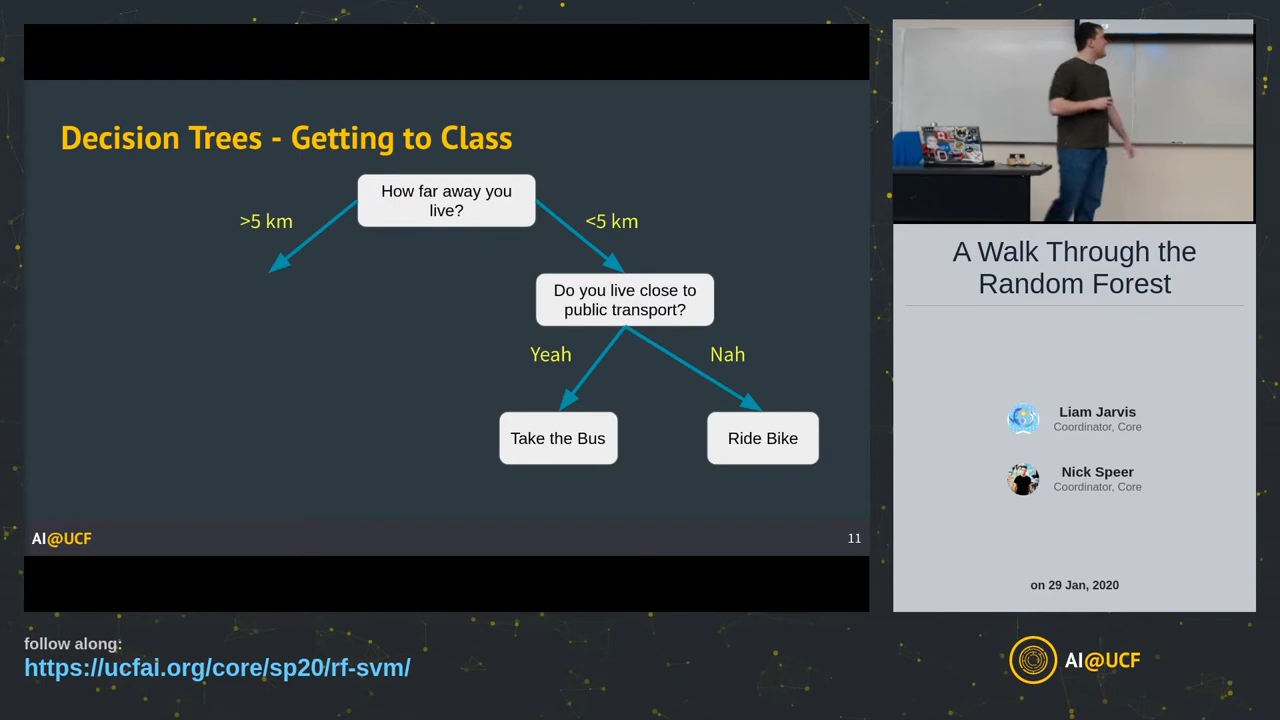 Decision Trees - Getting to Class
How far away you
live?
>5 km
<5 km
Do you live close to
public transport?
Yeah
Nah
Take the Bus
Ride Bike
AI@UCF
11
A Walk Through the
Random Forest
Liam Jarvis
Coordinator, Core
Nick Speer
Coordinator, Core
on 29 Jan, 2020
follow along:
https://ucfai.org/core/sp20/rf-svm/
AI@UCF